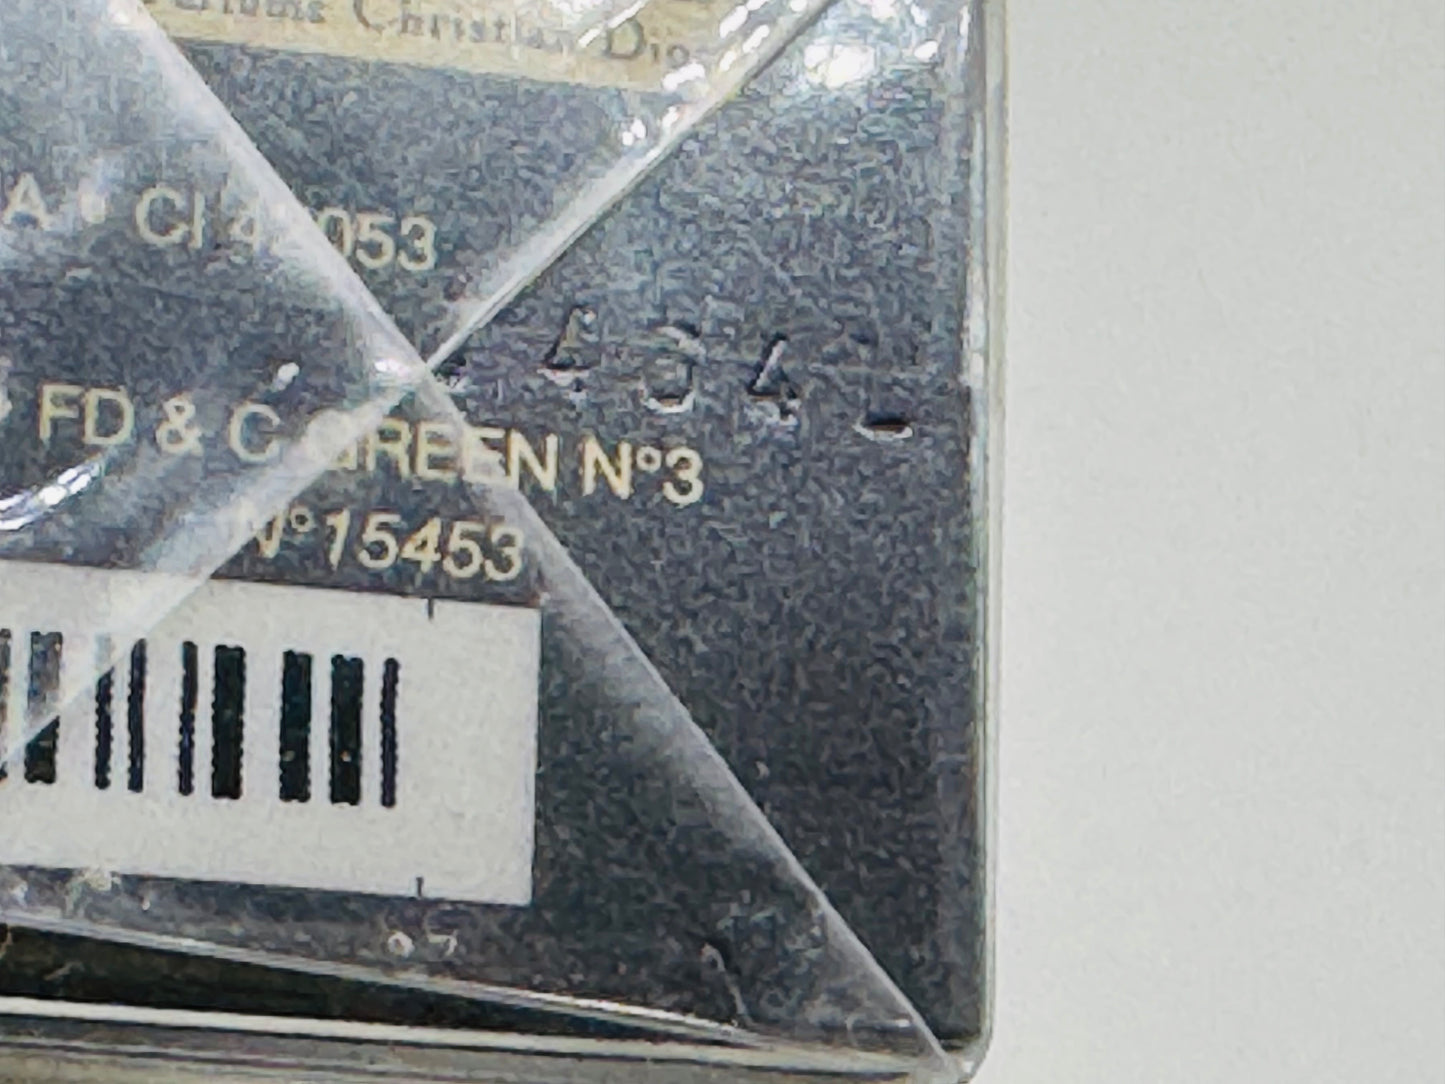 Parfums Christian Dior
A • CI 42053
FD & C GREEN N°3
N°15453